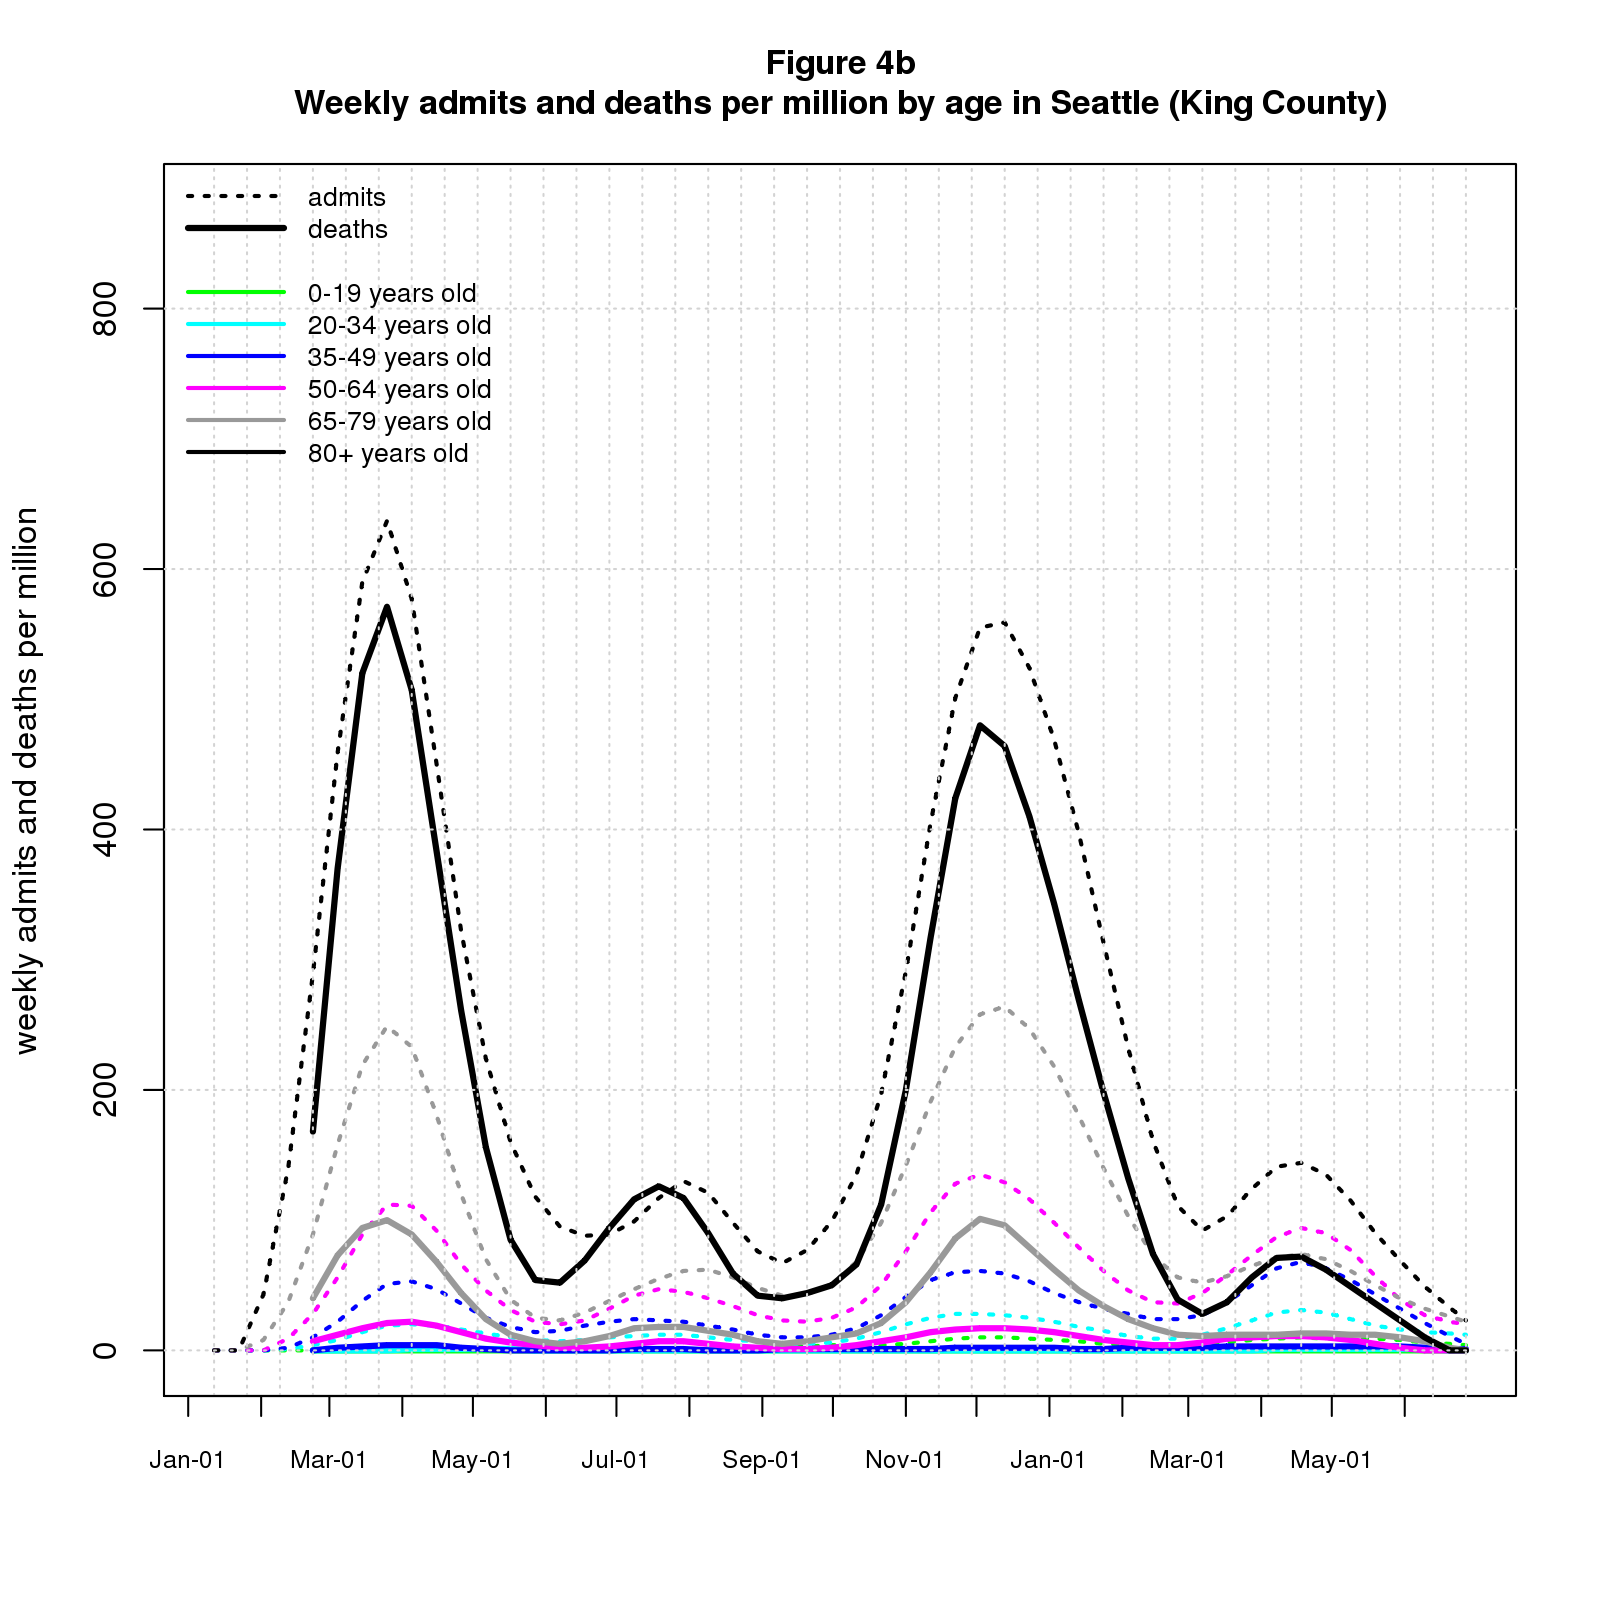 Figure 4b
Weekly admits and deaths per million by age in Seattle (King County)
admits
deaths
0-19 years old
20-34 years old
35-49 years old
50-64 years old
65-79 years old
80+ years old
weekly admits and deaths per million
800
600
400
200
0
Jan-01 Mar-01 May-01 Jul-01 Sep-01 Nov-01 Jan-01 Mar-01 May-01